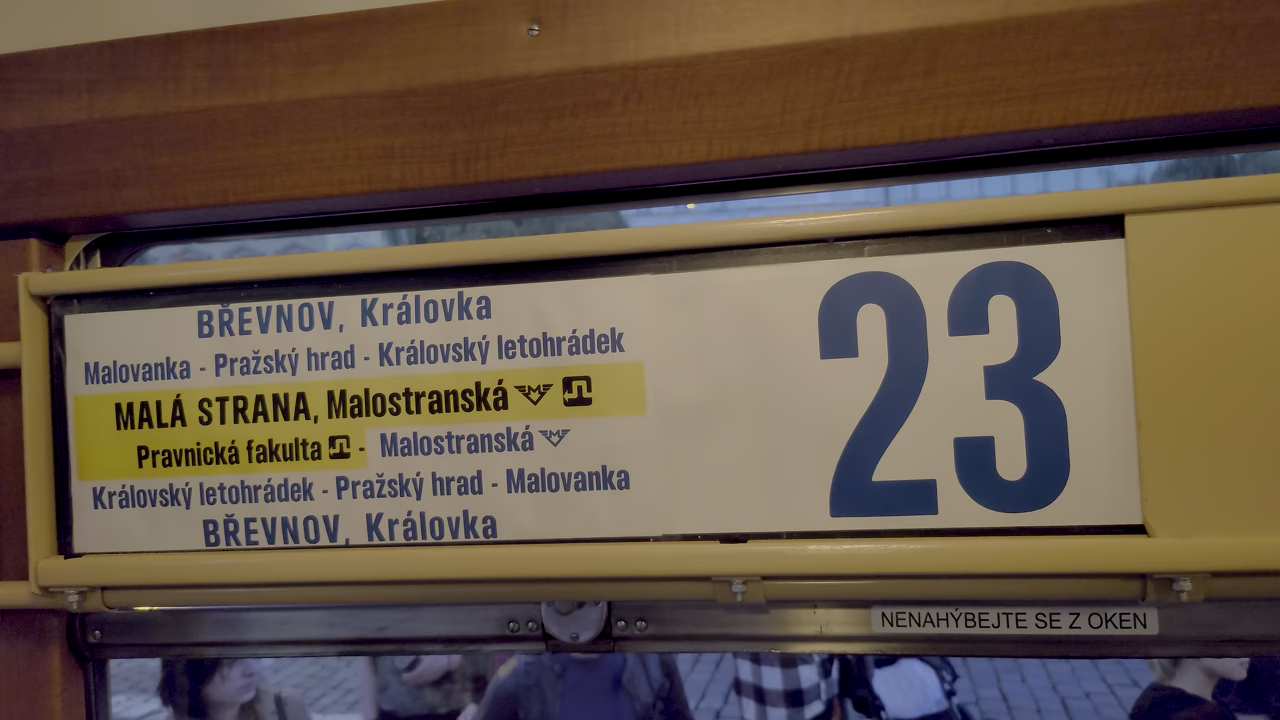 BŘEVNOV, Královka
Malovanka - Pražský hrad - Královský letohrádek
MALÁ STRANA, Malostranská M
Pravnická fakulta - Malostranská M
Královský letohrádek - Pražský hrad - Malovanka
BŘEVNOV, Královka
23
NENAHÝBEJTE SE Z OKEN